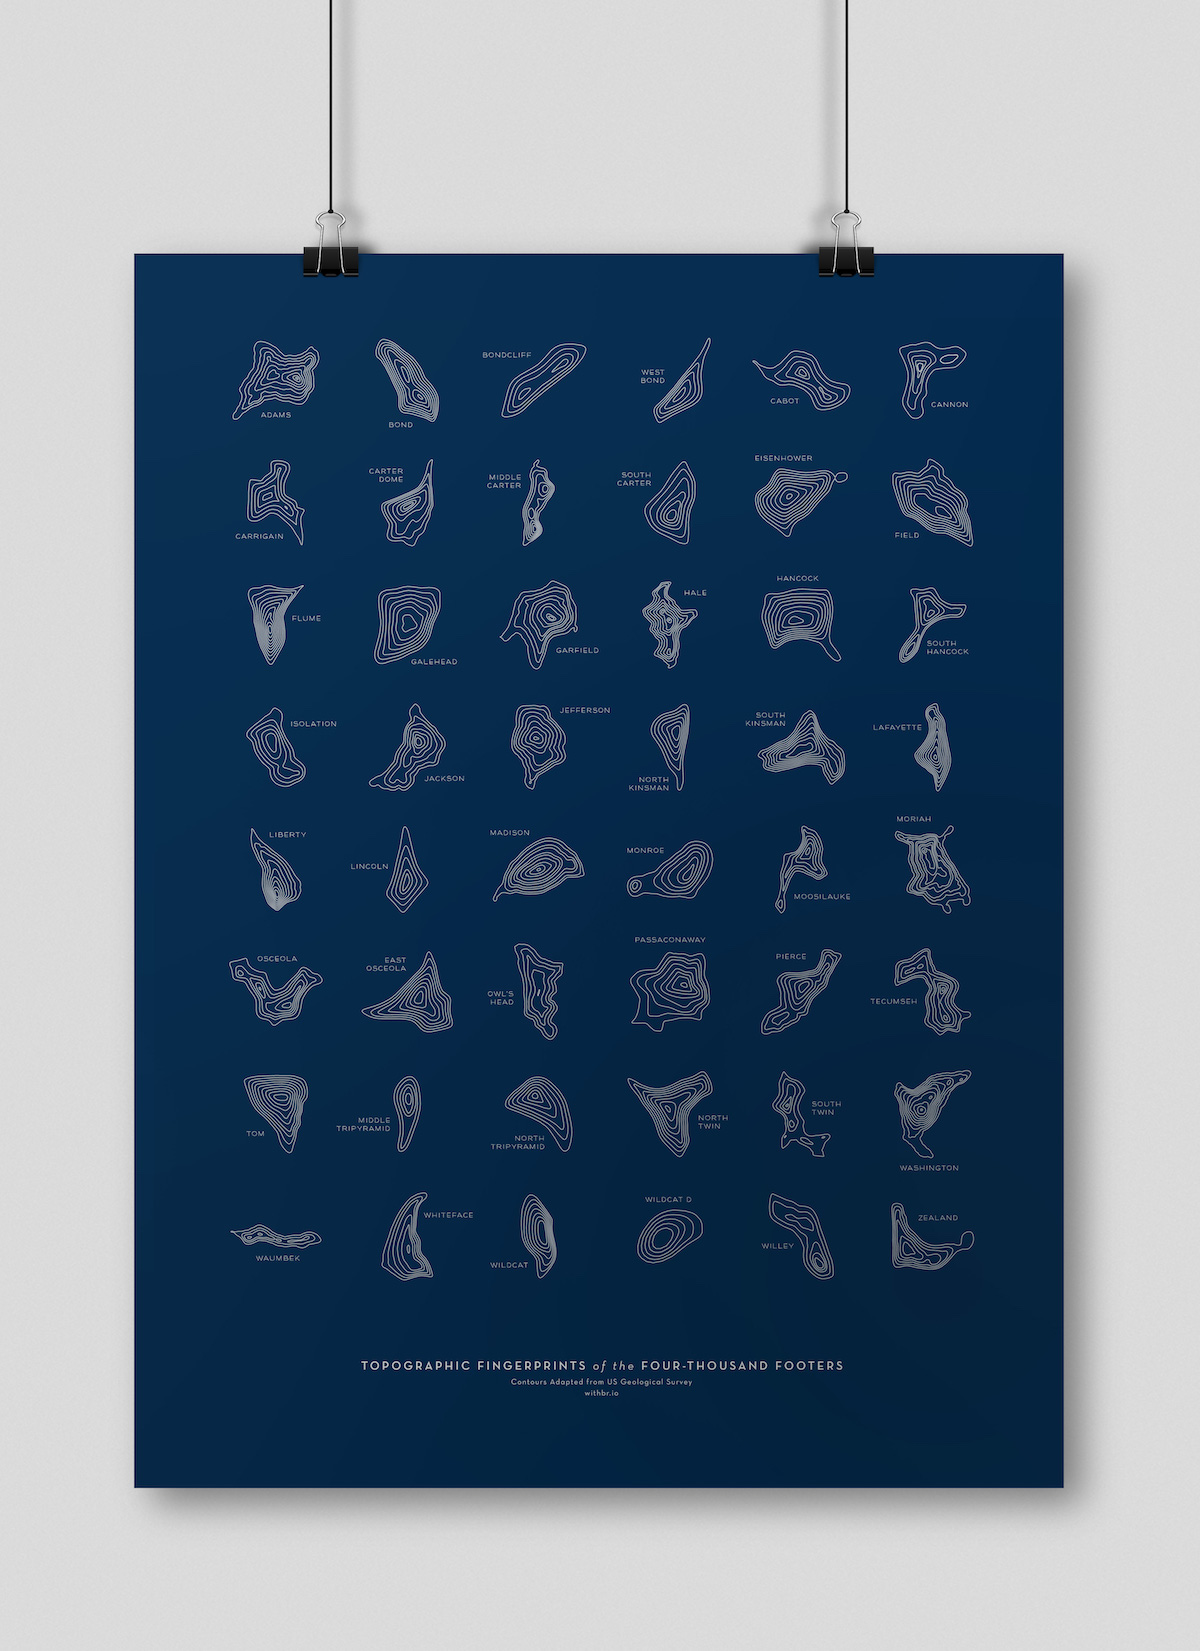 ADAMS
BOND
BONDCLIFF
WEST
BOND
CABOT
CANNON
CARRIGAIN
CARTER
DOME
MIDDLE
CARTER
SOUTH
CARTER
EISENHOWER
FIELD
FLUME
GALEHEAD
GARFIELD
HALE
HANCOCK
SOUTH
HANCOCK
ISOLATION
JACKSON
JEFFERSON
NORTH
KINSMAN
SOUTH
KINSMAN
LAFAYETTE
LIBERTY
LINCOLN
MADISON
MONROE
MOOSILAUKE
MORIAH
OSCEOLA
EAST
OSCEOLA
OWL'S
HEAD
PASSACONAWAY
PIERCE
TECUMSEH
TOM
MIDDLE
TRIPYRAMID
NORTH
TRIPYRAMID
NORTH
TWIN
SOUTH
TWIN
WASHINGTON
WAUMBEK
WHITEFACE
WILDCAT
WILDCAT D
WILLEY
ZEALAND
TOPOGRAPHIC FINGERPRINTS of the FOUR-THOUSAND FOOTERS
Contours Adapted from US Geological Survey
withbr.io